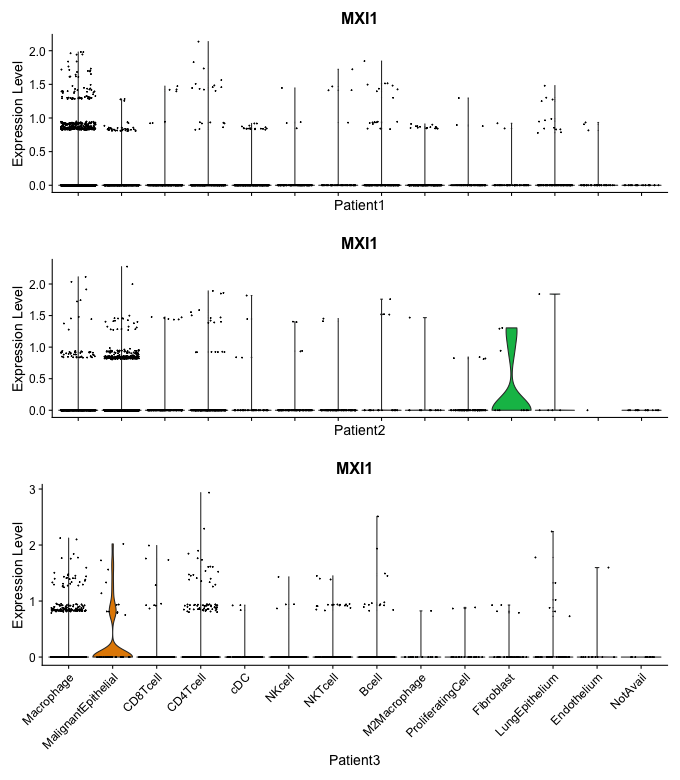 MXI1
Expression Level
2.0
1.5
1.0
0.5
0.0
Patient1
MXI1
Expression Level
2.0
1.5
1.0
0.5
0.0
Patient2
MXI1
Expression Level
3
2
1
0
Macrophage
MalignantEpithelial
CD8Tcell
CD4Tcell
cDC
NKcell
NKTcell
Bcell
M2Macrophage
ProliferatingCell
Fibroblast
LungEpithelium
Endothelium
NotAvail
Patient3